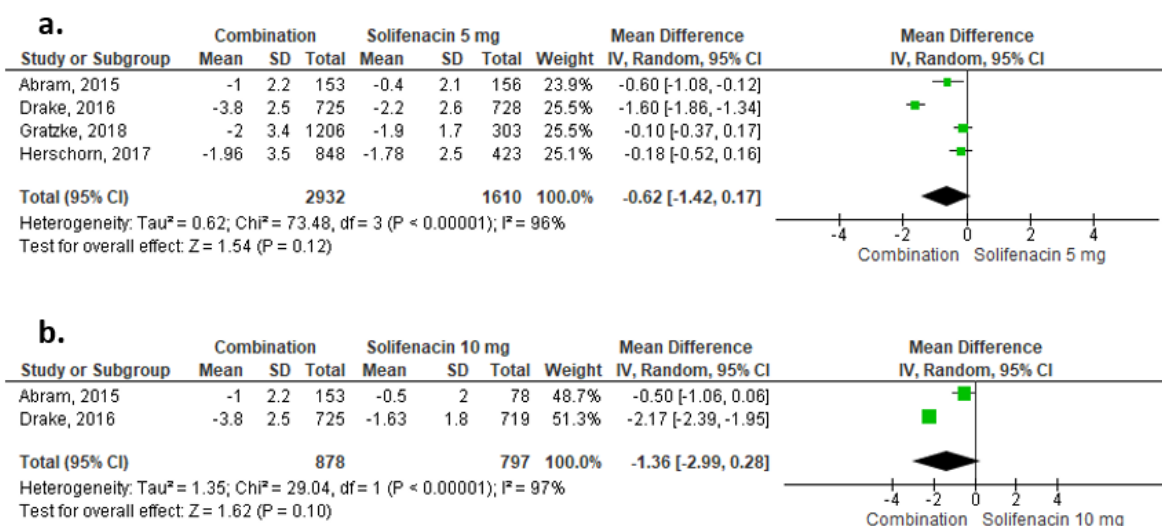 a.
Combination Solifenacin 5 mg Mean Difference Mean Difference
Study or Subgroup Mean SD Total Mean SD Total Weight IV, Random, 95% CI IV, Random, 95% CI
Abram, 2015 -1 2.2 153 -0.4 2.1 156 23.9% -0.60 [-1.08, -0.12]
Drake, 2016 -3.8 2.5 725 -2.2 2.6 728 25.5% -1.60 [-1.86, -1.34]
Gratzke, 2018 -2 3.4 1206 -1.9 1.7 303 25.5% -0.10 [-0.37, 0.17]
Herschorn, 2017 -1.96 3.5 848 -1.78 2.5 423 25.1% -0.18 [-0.52, 0.16]
Total (95% CI) 2932 1610 100.0% -0.62 [-1.42, 0.17]
Heterogeneity: Tau² = 0.62; Chi² = 73.48, df = 3 (P < 0.00001); I² = 96%
Test for overall effect: Z = 1.54 (P = 0.12)
-4 -2 0 2 4
Combination Solifenacin 5 mg
b.
Combination Solifenacin 10 mg Mean Difference Mean Difference
Study or Subgroup Mean SD Total Mean SD Total Weight IV, Random, 95% CI IV, Random, 95% CI
Abram, 2015 -1 2.2 153 -0.5 2 78 48.7% -0.50 [-1.06, 0.06]
Drake, 2016 -3.8 2.5 725 -1.63 1.8 719 51.3% -2.17 [-2.39, -1.95]
Total (95% CI) 878 797 100.0% -1.36 [-2.99, 0.28]
Heterogeneity: Tau² = 1.35; Chi² = 29.04, df = 1 (P < 0.00001); I² = 97%
Test for overall effect: Z = 1.62 (P = 0.10)
-4 -2 0 2 4
Combination Solifenacin 10 mg